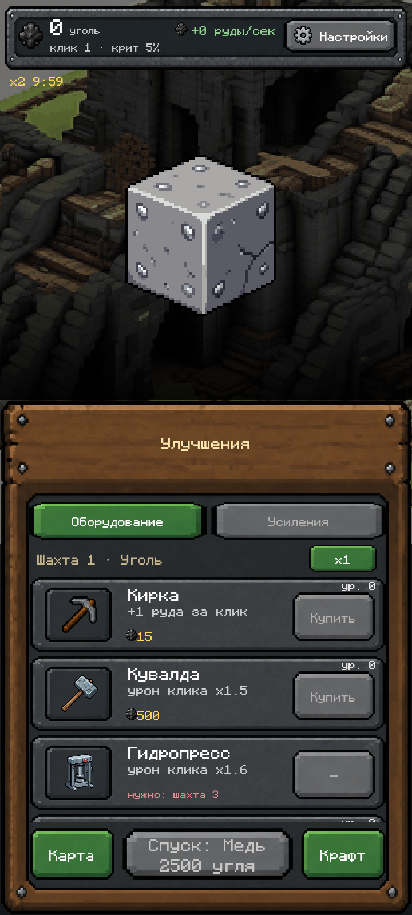 0 уголь
+0 руды/сек
клик 1 · крит 5%
Настройки
x2 9:59
Улучшения
Оборудование
Усиления
Шахта 1 · Уголь
x1
ур. 0
Кирка
+1 руда за клик
15
Купить
ур. 0
Кувалда
урон клика x1.5
500
Купить
Гидропресс
урон клика x1.6
нужно: шахта 3
–
Карта
Спуск: Медь
2500 угля
Крафт